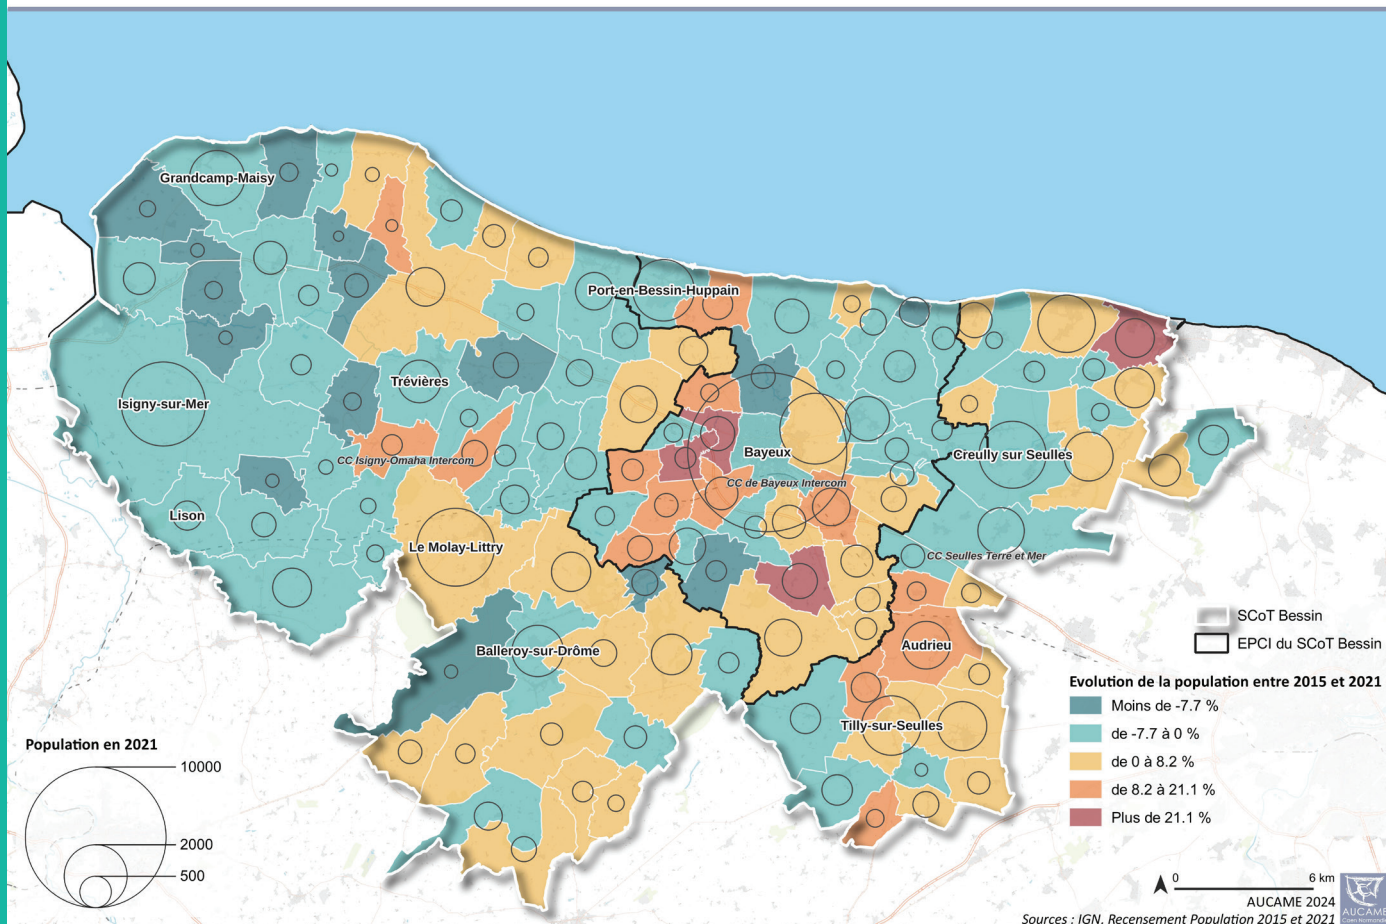 Grandcamp-Maisy
Port-en-Bessin-Huppain
Trévières
Isigny-sur-Mer
Bayeux
Creully sur Seulles
CC Isigny-Omaha Intercom
CC de Bayeux Intercom
Lison
Le Molay-Littry
CC Seulles Terre et Mer
Balleroy-sur-Drôme
Audrieu
Tilly-sur-Seulles
SCoT Bessin
EPCI du SCoT Bessin
Evolution de la population entre 2015 et 2021
Moins de -7.7 %
de -7.7 à 0 %
de 0 à 8.2 %
de 8.2 à 21.1 %
Plus de 21.1 %
Population en 2021
10000
2000
500
0 6 km
AUCAME 2024
Sources : IGN, Recensement Population 2015 et 2021
AUCAME
Caen Normandie